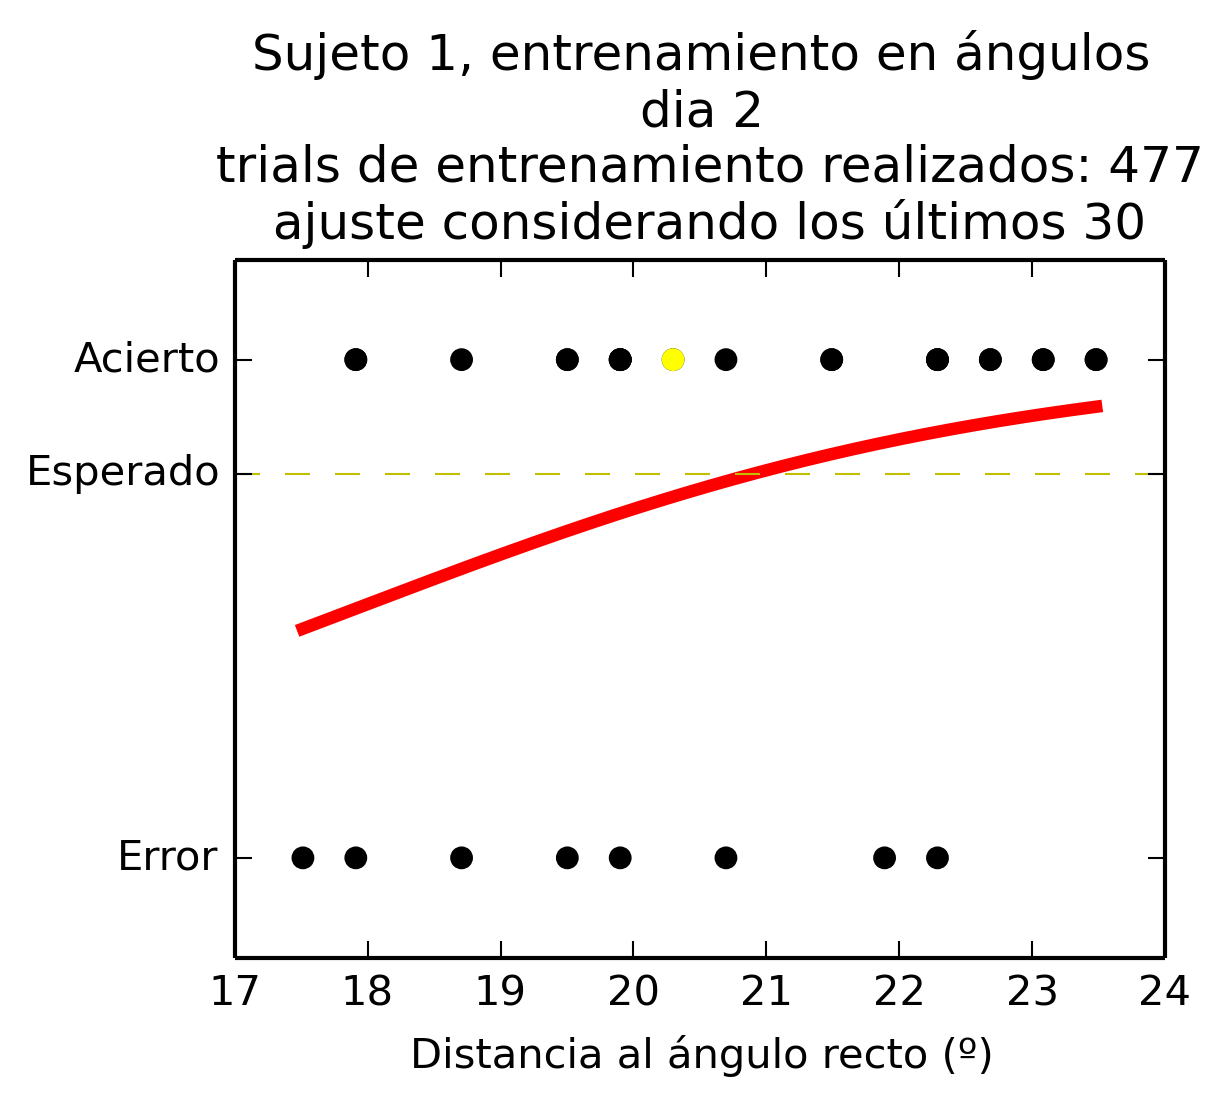 Sujeto 1, entrenamiento en ángulos
dia 2
trials de entrenamiento realizados: 477
ajuste considerando los últimos 30
Acierto
Esperado
Error
17 18 19 20 21 22 23 24
Distancia al ángulo recto (º)